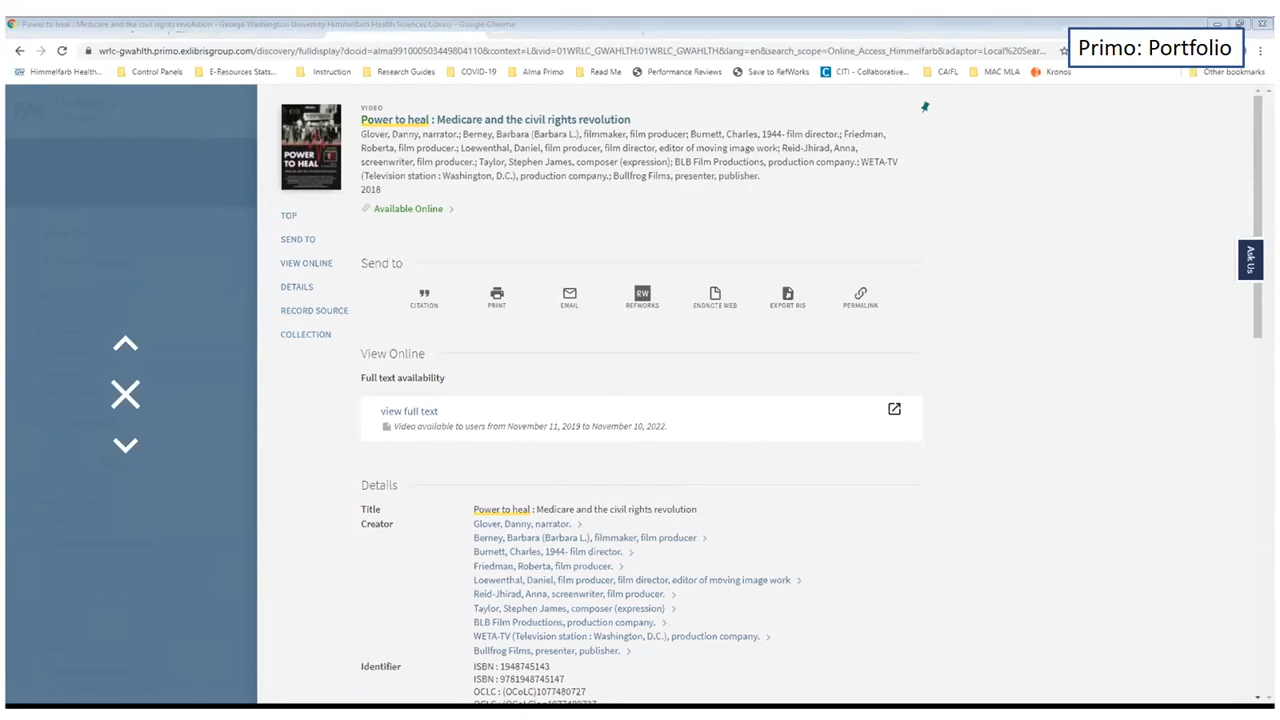 Power to heal : Medicare and the civil rights revolution - George Washington University Himmelfarb Health Sciences Library - Google Chrome
wrlc-gwahlth.primo.exlibrisgroup.com/discovery/fulldisplay?docid=alma991000503449804110&context=L&vid=01WRLC_GWAHLTH:01WRLC_GWAHLTH&lang=en&search_scope=Online_Access_Himmelfarb&adaptor=Local%20Sear...
Primo: Portfolio
Himmelfarb Health... Control Panels E-Resources Stats... Instruction Research Guides COVID-19 Alma Primo Read Me Performance Reviews Save to RefWorks CITI - Collaborative... CAIFL MAC MLA Kronos Other bookmarks
VIDEO
Power to heal : Medicare and the civil rights revolution
Glover, Danny, narrator.; Berney, Barbara (Barbara L.), filmmaker, film producer; Burnett, Charles, 1944- film director.; Friedman,
Roberta, film producer.; Loewenthal, Daniel, film producer, film director, editor of moving image work; Reid-Jhirad, Anna,
screenwriter, film producer.; Taylor, Stephen James, composer (expression); BLB Film Productions, production company.; WETA-TV
(Television station : Washington, D.C.), production company.; Bullfrog Films, presenter, publisher.
2018
Available Online
POWER
TO HEAL
TOP
SEND TO
VIEW ONLINE
DETAILS
RECORD SOURCE
COLLECTION
Ask Us
Send to
CITATION PRINT EMAIL RW REFWORKS ENDNOTE WEB EXPORT RIS PERMALINK
View Online
Full text availability
view full text
Video available to users from November 11, 2019 to November 10, 2022.
Details
Title Power to heal : Medicare and the civil rights revolution
Creator Glover, Danny, narrator.
Berney, Barbara (Barbara L.), filmmaker, film producer
Burnett, Charles, 1944- film director.
Friedman, Roberta, film producer.
Loewenthal, Daniel, film producer, film director, editor of moving image work
Reid-Jhirad, Anna, screenwriter, film producer.
Taylor, Stephen James, composer (expression)
BLB Film Productions, production company.
WETA-TV (Television station : Washington, D.C.), production company.
Bullfrog Films, presenter, publisher.
Identifier ISBN : 1948745143
ISBN : 9781948745147
OCLC : (OCoLC)1077480727